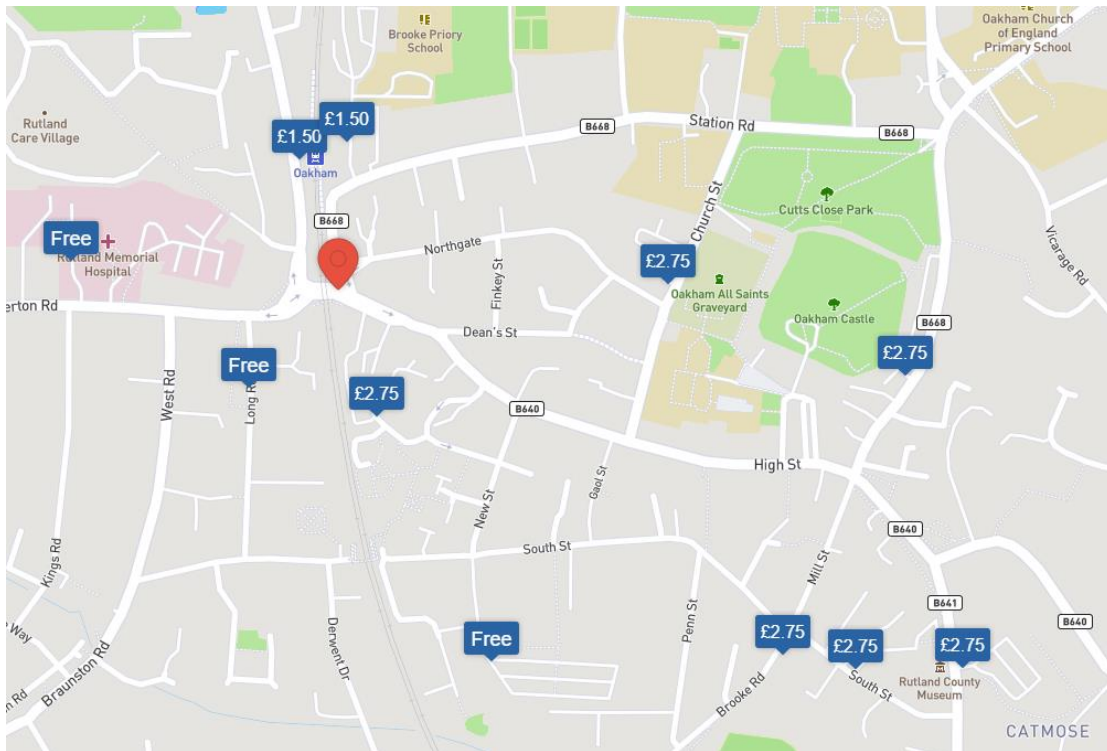 Oakham Church
of England
Primary School
Brooke Priory
School
Rutland
Care Village
£1.50
£1.50
Oakham
B668
Station Rd
B668
B668
Church St
Cutts Close Park
Vicarage Rd
Free
Rutland Memorial
Hospital
Northgate
Finkey St
£2.75
Oakham All Saints
Graveyard
Oakham Castle
B668
erton Rd
Dean's St
Free
Long R
West Rd
£2.75
£2.75
B640
High St
New St
Gaol St
South St
Mill St
B640
Kings Rd
Penn St
B641
B640
e Way
Derwent Dr
Free
£2.75
£2.75
£2.75
Braunston Rd
n Rd
Brooke Rd
South St
Rutland County
Museum
CATMOSE